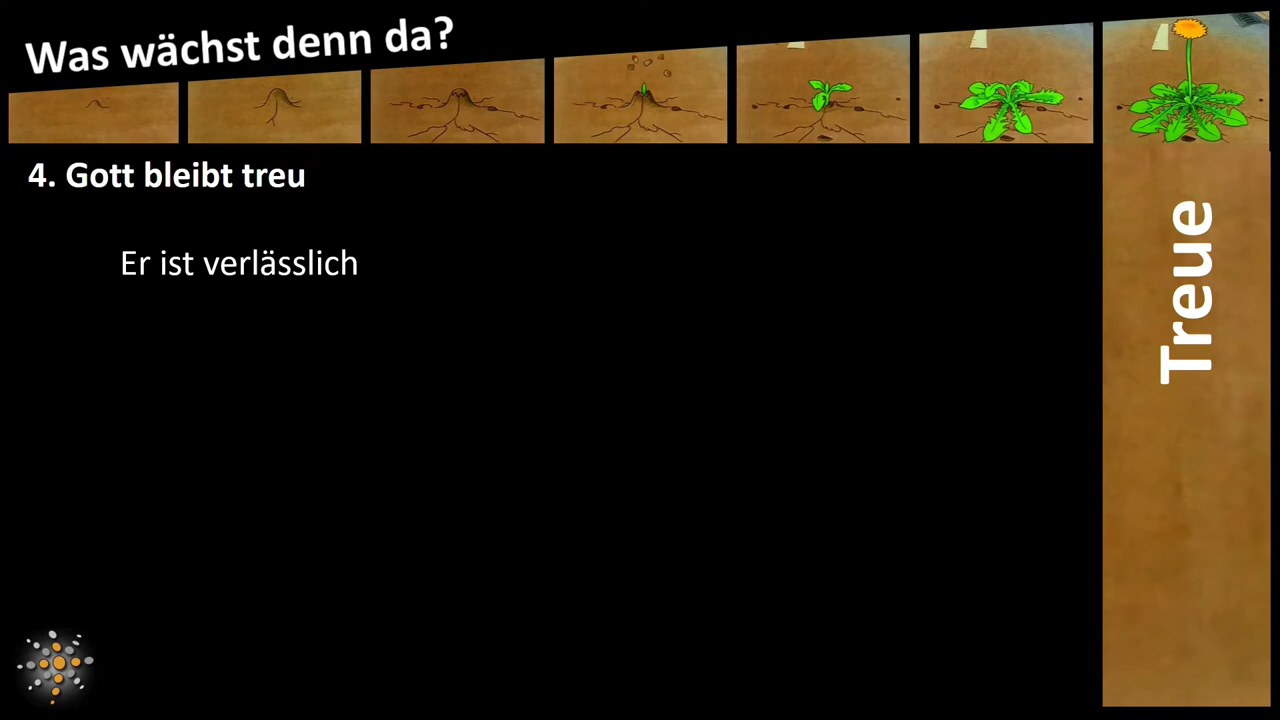 Was wächst denn da?
4. Gott bleibt treu
Er ist verlässlich
Treue